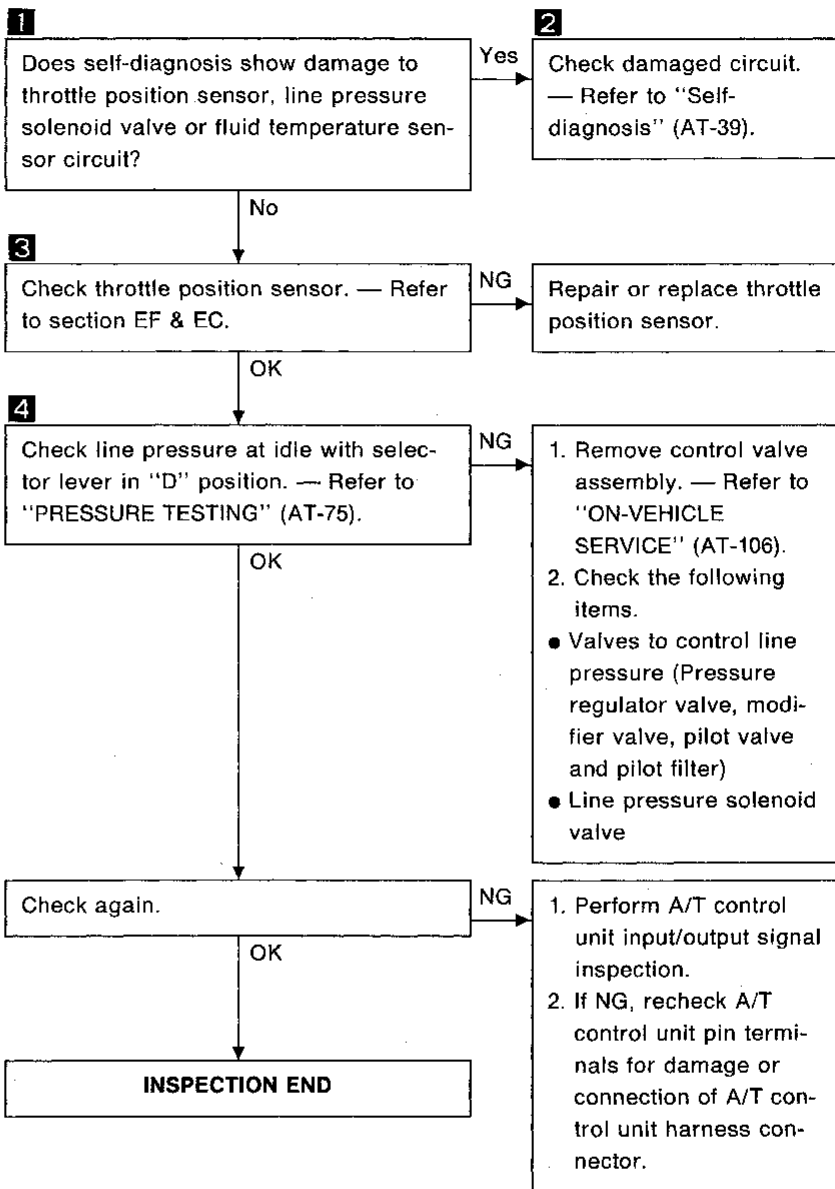 1
Does self-diagnosis show damage to
throttle position sensor, line pressure
solenoid valve or fluid temperature sen-
sor circuit?
Yes
2
Check damaged circuit.
— Refer to "Self-
diagnosis" (AT-39).
No
3
Check throttle position sensor. — Refer
to section EF & EC.
NG
Repair or replace throttle
position sensor.
OK
4
Check line pressure at idle with selec-
tor lever in "D" position. — Refer to
"PRESSURE TESTING" (AT-75).
NG
1. Remove control valve
assembly. — Refer to
"ON-VEHICLE
SERVICE" (AT-106).
2. Check the following
items.
● Valves to control line
pressure (Pressure
regulator valve, modi-
fier valve, pilot valve
and pilot filter)
● Line pressure solenoid
valve
OK
Check again.
NG
1. Perform A/T control
unit input/output signal
inspection.
2. If NG, recheck A/T
control unit pin termi-
nals for damage or
connection of A/T con-
trol unit harness con-
nector.
OK
INSPECTION END